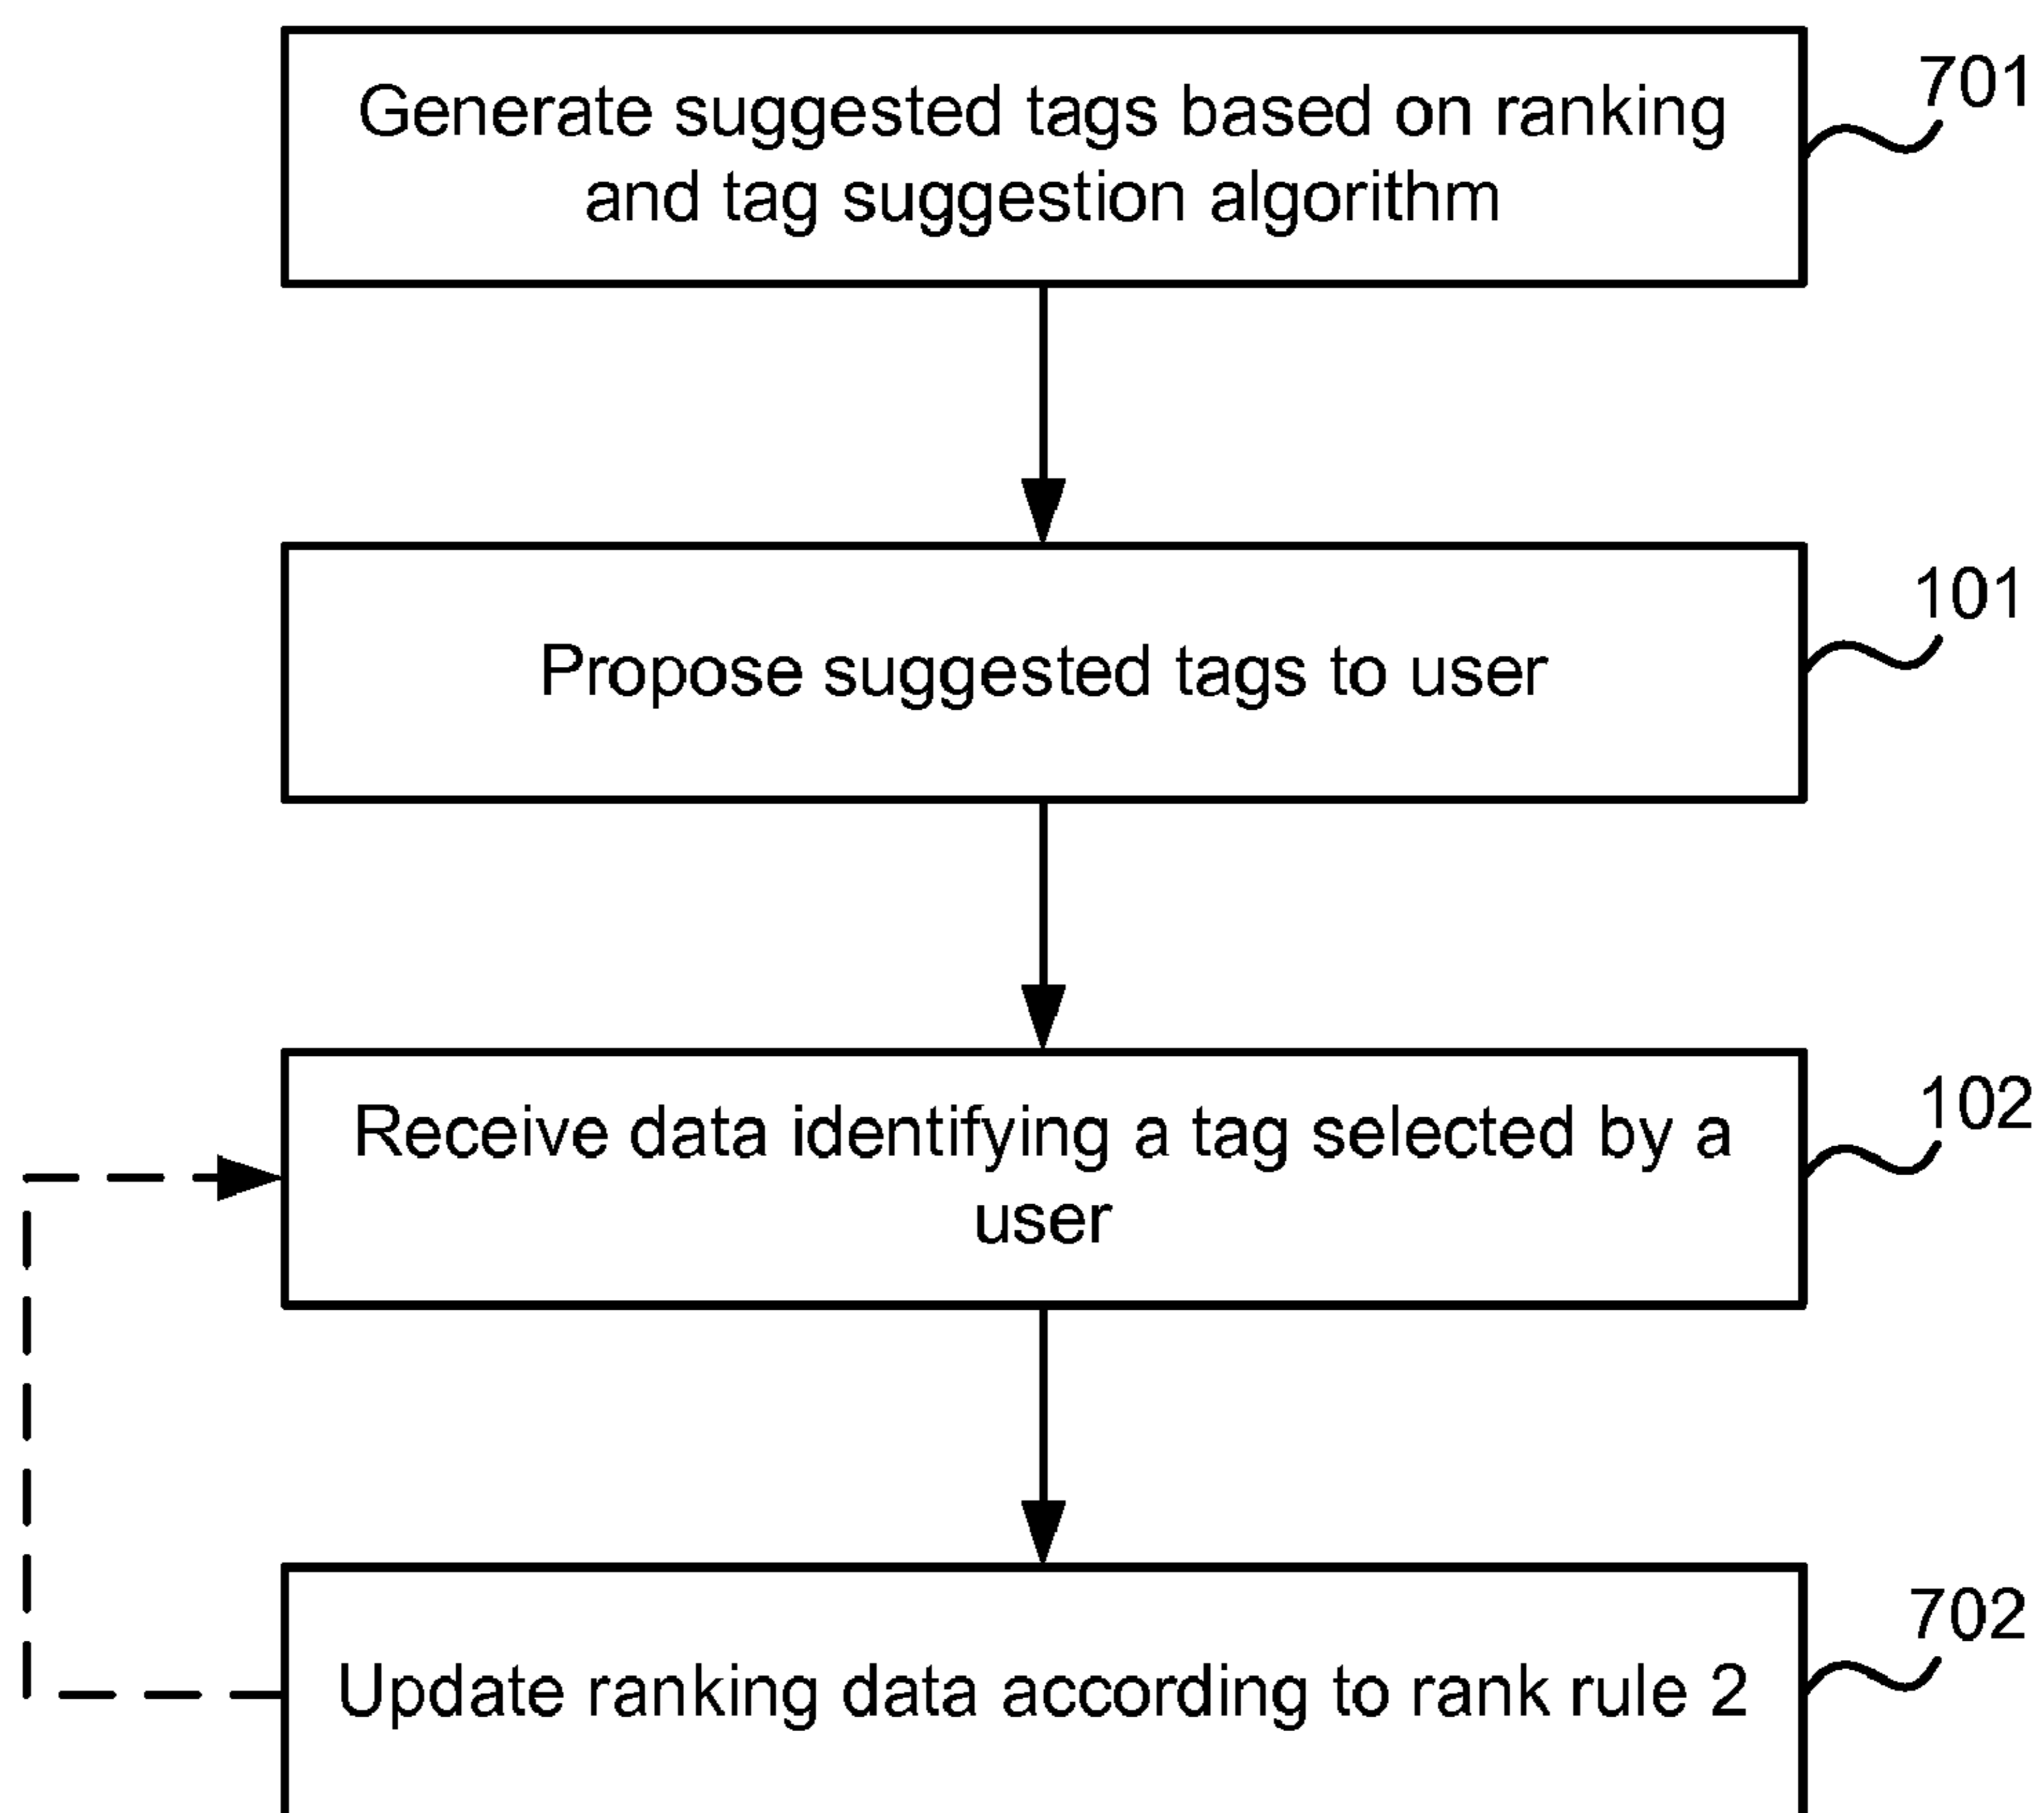 Generate suggested tags based on ranking
and tag suggestion algorithm
701
Propose suggested tags to user
101
Receive data identifying a tag selected by a
user
102
Update ranking data according to rank rule 2
702